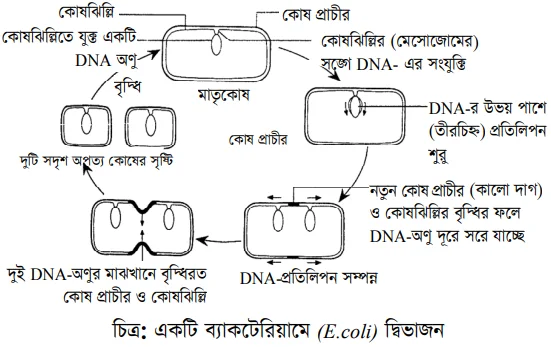 কোষঝিল্লি
কোষ প্রাচীর
কোষঝিল্লিতে যুক্ত একটি
DNA অণু
কোষঝিল্লির (মেসোজোমের)
সঙ্গে DNA- এর সংযুক্তি
বৃদ্ধি
মাতৃকোষ
DNA-র উভয় পাশে
(তীরচিহ্ন) প্রতিলিপন
শুরু
কোষ প্রাচীর
দুটি সদৃশ অপত্য কোষের সৃষ্টি
নতুন কোষ প্রাচীর (কালো দাগ)
ও কোষঝিল্লির বৃদ্ধির ফলে
DNA-অণু দূরে সরে যাচ্ছে
দুই DNA-অণুর মাঝখানে বৃদ্ধিরত
কোষ প্রাচীর ও কোষঝিল্লি
DNA-প্রতিলিপন সম্পন্ন
চিত্র: একটি ব্যাকটেরিয়ামে (E.coli) দ্বিভাজন